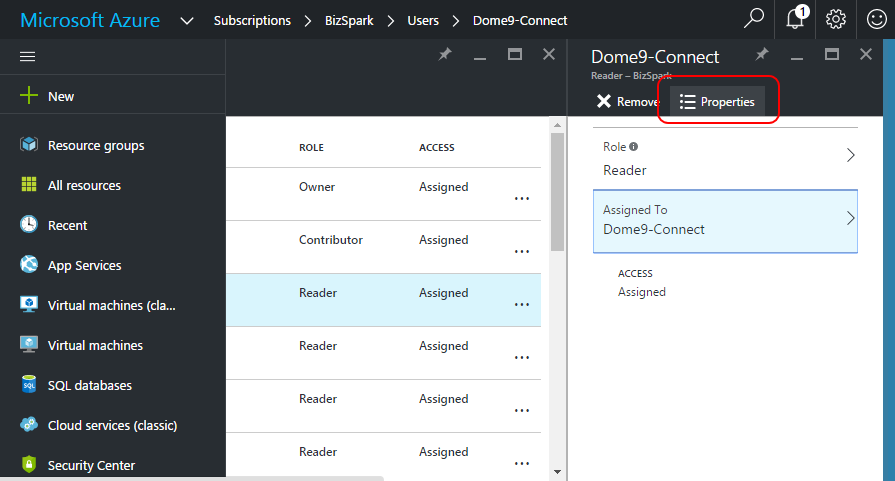 Microsoft Azure Subscriptions > BizSpark > Users > Dome9-Connect 1
New
Resource groups
All resources
Recent
App Services
Virtual machines (cla...
Virtual machines
SQL databases
Cloud services (classic)
Security Center
ROLE ACCESS
Owner Assigned ...
Contributor Assigned ...
Reader Assigned ...
Reader Assigned ...
Reader Assigned ...
Reader Assigned ...
Dome9-Connect
Reader – BizSpark
Remove Properties
Role
Reader
Assigned To
Dome9-Connect
ACCESS
Assigned